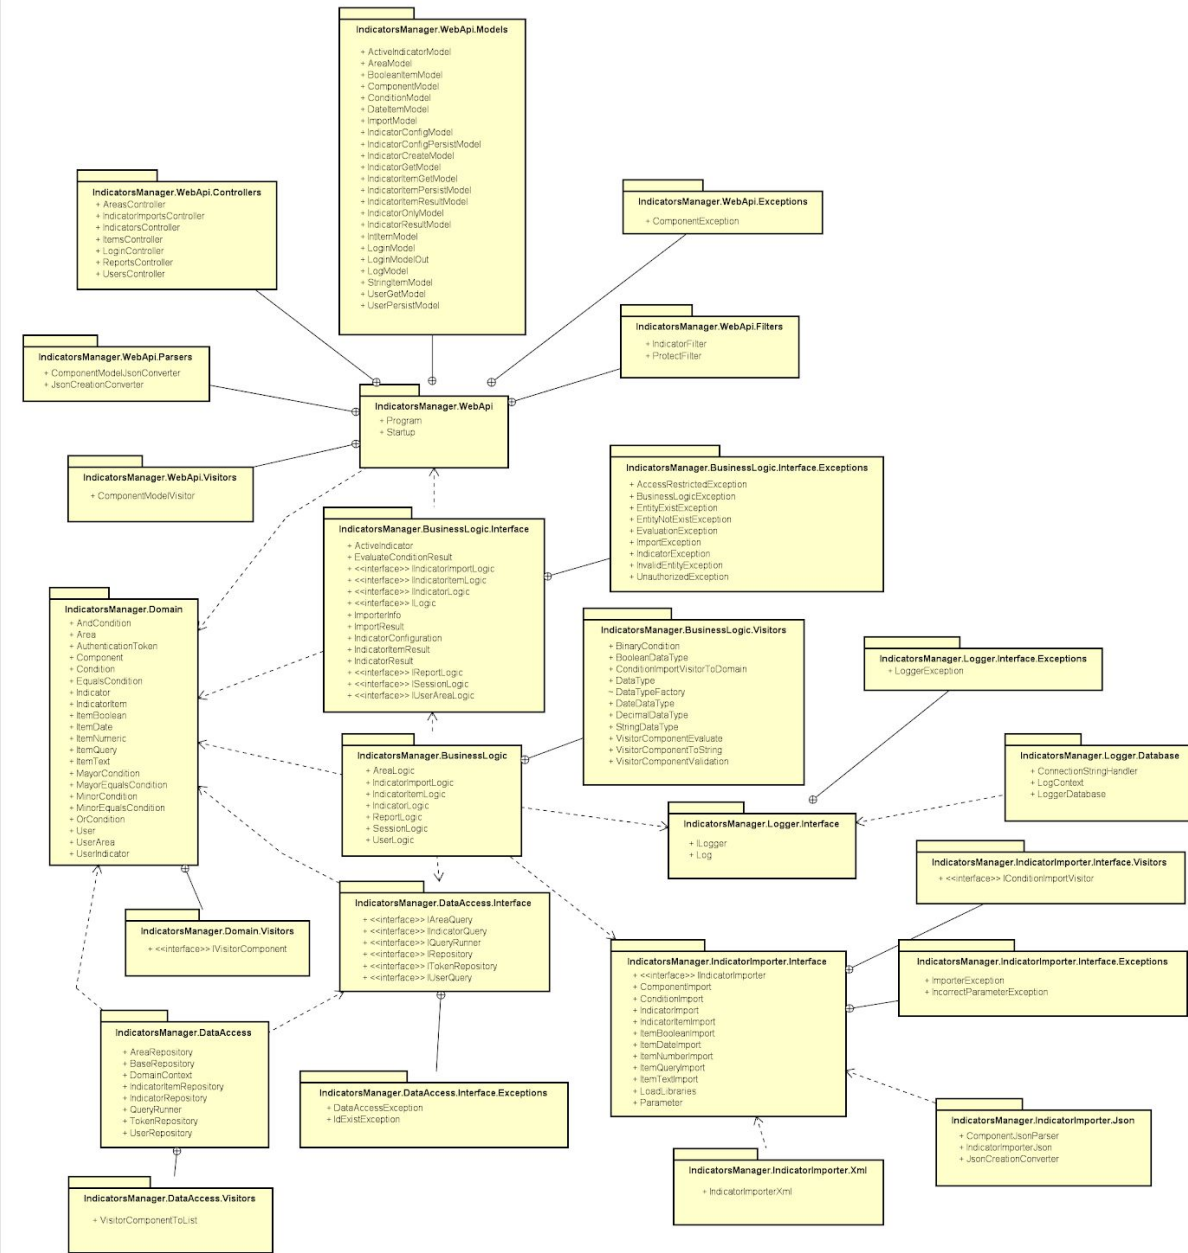 IndicatorsManager.WebApi.Models
+ ActiveIndicatorModel
+ AreaModel
+ BooleanItemModel
+ ComponentModel
+ ConditionModel
+ DateItemModel
+ ImportModel
+ IndicatorConfigModel
+ IndicatorConfigPersistModel
+ IndicatorCreateModel
+ IndicatorGetModel
+ IndicatorItemGetModel
+ IndicatorItemPersistModel
+ IndicatorItemResultModel
+ IndicatorOnlyModel
+ IndicatorResultModel
+ IntItemModel
+ LoginModel
+ LoginModelOut
+ LogModel
+ StringItemModel
+ UserGetModel
+ UserPersistModel
IndicatorsManager.WebApi.Controllers
+ AreasController
+ IndicatorImportsController
+ IndicatorsController
+ ItemsController
+ LoginController
+ ReportsController
+ UsersController
IndicatorsManager.WebApi.Exceptions
+ ComponentException
IndicatorsManager.WebApi.Filters
+ IndicatorFilter
+ ProtectFilter
IndicatorsManager.WebApi.Parsers
+ ComponentModelJsonConverter
+ JsonCreationConverter
IndicatorsManager.WebApi
+ Program
+ Startup
IndicatorsManager.WebApi.Visitors
+ ComponentModelVisitor
IndicatorsManager.BusinessLogic.Interface.Exceptions
+ AccessRestrictedException
+ BusinessLogicException
+ EntityExistException
+ EntityNotExistException
+ EvaluationException
+ ImportException
+ IndicatorException
+ InvalidEntityException
+ UnauthorizedException
IndicatorsManager.BusinessLogic.Interface
+ ActiveIndicator
+ EvaluateConditionResult
+ <<interface>> IIndicatorImportLogic
+ <<interface>> IIndicatorItemLogic
+ <<interface>> IIndicatorLogic
+ <<interface>> ILogic
+ ImporterInfo
+ ImportResult
+ IndicatorConfiguration
+ IndicatorItemResult
+ IndicatorResult
+ <<interface>> IReportLogic
+ <<interface>> ISessionLogic
+ <<interface>> IUserAreaLogic
IndicatorsManager.Domain
+ AndCondition
+ Area
+ AuthenticationToken
+ Component
+ Condition
+ EqualsCondition
+ Indicator
+ IndicatorItem
+ ItemBoolean
+ ItemDate
+ ItemNumeric
+ ItemQuery
+ ItemText
+ MayorCondition
+ MayorEqualsCondition
+ MinorCondition
+ MinorEqualsCondition
+ OrCondition
+ User
+ UserArea
+ UserIndicator
IndicatorsManager.BusinessLogic.Visitors
+ BinaryCondition
+ BooleanDataType
+ ConditionImportVisitorToDomain
+ DataType
~ DataTypeFactory
+ DateDataType
+ DecimalDataType
+ StringDataType
+ VisitorComponentEvaluate
+ VisitorComponentToString
+ VisitorComponentValidation
IndicatorsManager.Logger.Interface.Exceptions
+ LoggerException
IndicatorsManager.BusinessLogic
+ AreaLogic
+ IndicatorImportLogic
+ IndicatorItemLogic
+ IndicatorLogic
+ ReportLogic
+ SessionLogic
+ UserLogic
IndicatorsManager.Logger.Database
+ ConnectionStringHandler
+ LogContext
+ LoggerDatabase
IndicatorsManager.Logger.Interface
+ ILogger
+ Log
IndicatorsManager.IndicatorImporter.Interface.Visitors
+ <<interface>> IConditionImportVisitor
IndicatorsManager.DataAccess.Interface
+ <<interface>> IAreaQuery
+ <<interface>> IIndicatorQuery
+ <<interface>> IQueryRunner
+ <<interface>> IRepository
+ <<interface>> ITokenRepository
+ <<interface>> IUserQuery
IndicatorsManager.Domain.Visitors
+ <<interface>> IVisitorComponent
IndicatorsManager.IndicatorImporter.Interface
+ <<interface>> IIndicatorImporter
+ ComponentImport
+ ConditionImport
+ IndicatorImport
+ IndicatorItemImport
+ ItemBooleanImport
+ ItemDateImport
+ ItemNumberImport
+ ItemQueryImport
+ ItemTextImport
+ LoadLibraries
+ Parameter
IndicatorsManager.IndicatorImporter.Interface.Exceptions
+ ImporterException
+ IncorrectParameterException
IndicatorsManager.DataAccess
+ AreaRepository
+ BaseRepository
+ DomainContext
+ IndicatorItemRepository
+ IndicatorRepository
+ QueryRunner
+ TokenRepository
+ UserRepository
IndicatorsManager.DataAccess.Interface.Exceptions
+ DataAccessException
+ IdExistException
IndicatorsManager.IndicatorImporter.Json
+ ComponentJsonParser
+ IndicatorImporterJson
+ JsonCreationConverter
IndicatorsManager.IndicatorImporter.Xml
+ IndicatorImporterXml
IndicatorsManager.DataAccess.Visitors
+ VisitorComponentToList